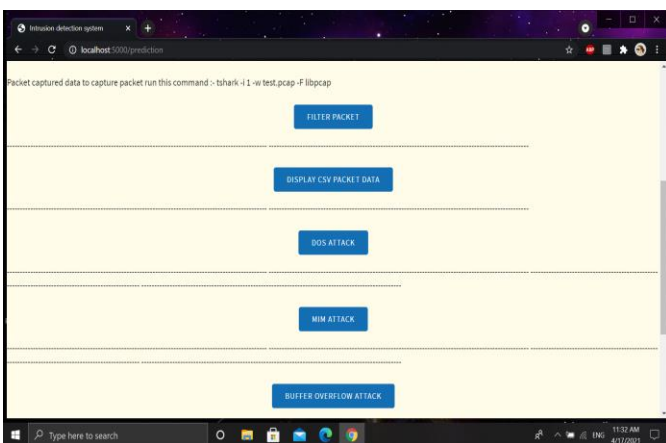 Intrusion detection system
localhost:5000/prediction
Packet captured data to capture packet run this command :- tshark -i 1 -w test.pcap -F libpcap
FILTER PACKET
DISPLAY CSV PACKET DATA
DOS ATTACK
MIM ATTACK
BUFFER OVERFLOW ATTACK
Type here to search
ENG
11:32 AM
4/17/2021